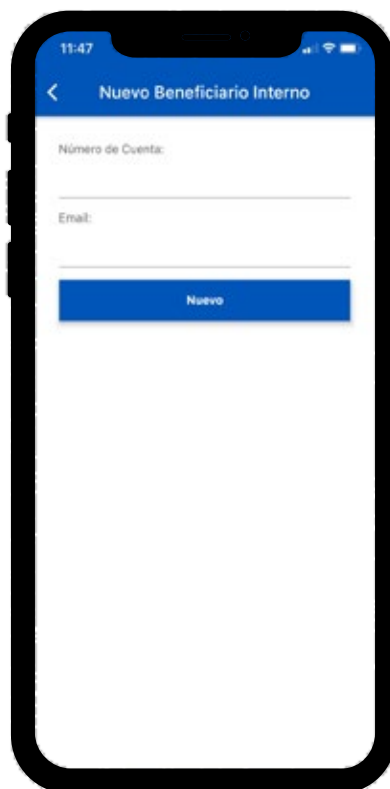 11:47
Nuevo Beneficiario Interno
Número de Cuenta:
Email:
Nuevo